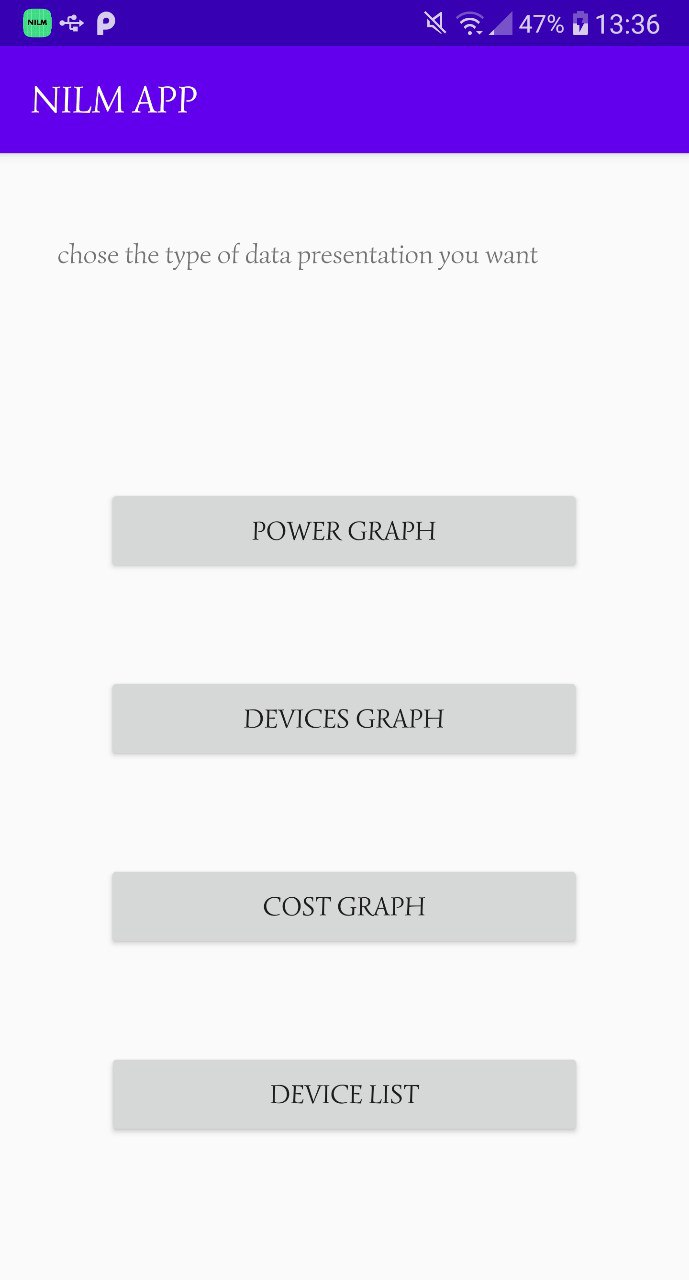 NILM 47% 13:36
NILM APP
chose the type of data presentation you want
POWER GRAPH
DEVICES GRAPH
COST GRAPH
DEVICE LIST